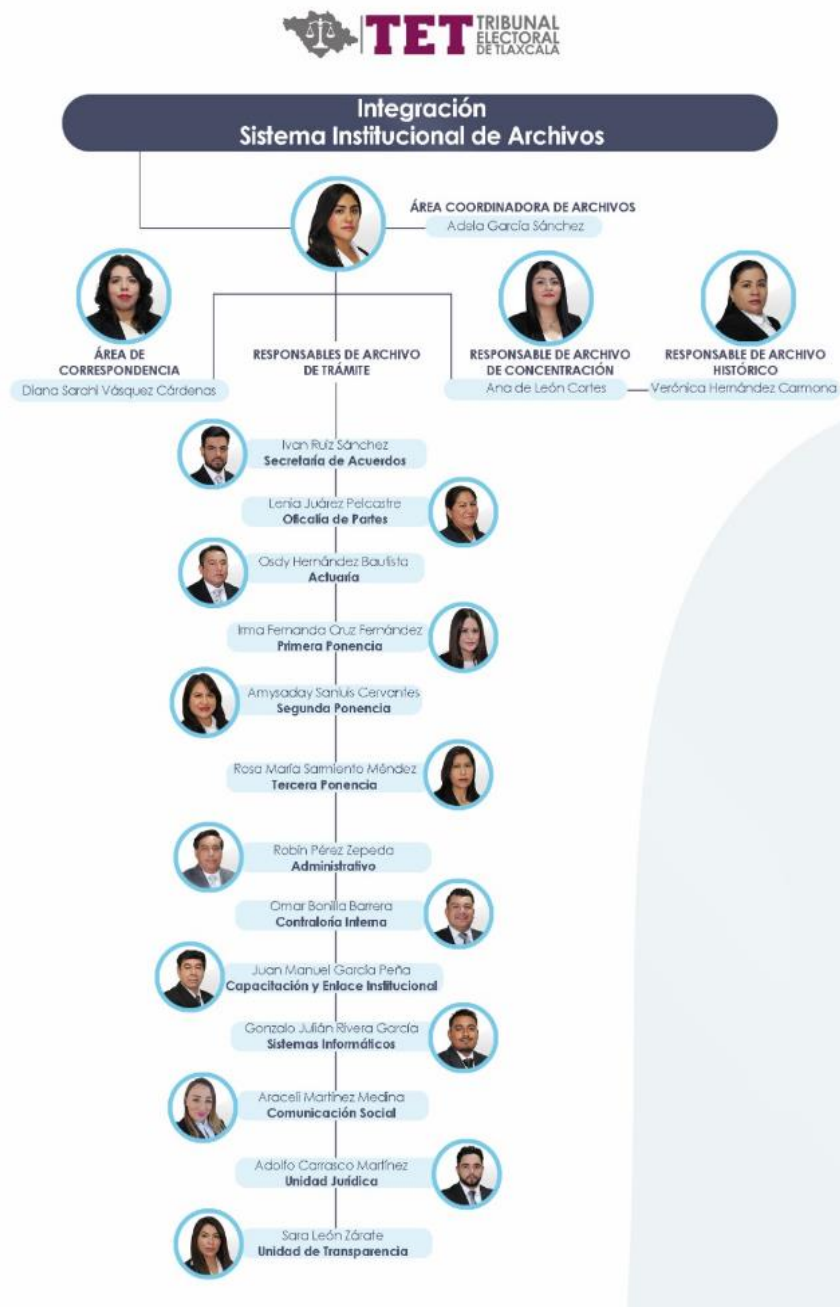 TET TRIBUNAL
ELECTORAL
DE TLAXCALA
Integración
Sistema Institucional de Archivos
ÁREA COORDINADORA DE ARCHIVOS
Adela García Sánchez
ÁREA DE
CORRESPONDENCIA
Diana Sarahi Vásquez Cárdenas
RESPONSABLES DE ARCHIVO
DE TRÁMITE
RESPONSABLE DE ARCHIVO
DE CONCENTRACIÓN
Ana de León Cortes
RESPONSABLE DE ARCHIVO
HISTÓRICO
Verónica Hernández Carmona
Ivan Ruiz Sánchez
Secretaría de Acuerdos
Lenia Juárez Pelcastre
Oficalía de Partes
Osdy Hernández Bautista
Actuaría
Irma Fernanda Cruz Fernández
Primera Ponencia
Amysaday Sanluis Cervantes
Segunda Ponencia
Rosa María Sarmiento Méndez
Tercera Ponencia
Robín Pérez Zepeda
Administrativo
Omar Bonilla Barrera
Contraloría Interna
Juan Manuel García Peña
Capacitación y Enlace Institucional
Gonzalo Julián Rivera García
Sistemas Informáticos
Araceli Martínez Medina
Comunicación Social
Adolfo Carrasco Martínez
Unidad Jurídica
Sara León Zárate
Unidad de Transparencia